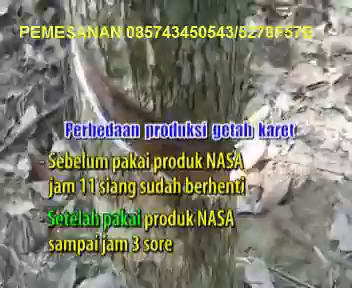 PEMESANAN 085743450543/5278F57B
Perbedaan produksi getah karet
- Sebelum pakai produk NASA
jam 11 siang sudah berhenti
- Setelah pakai produk NASA
sampai jam 3 sore